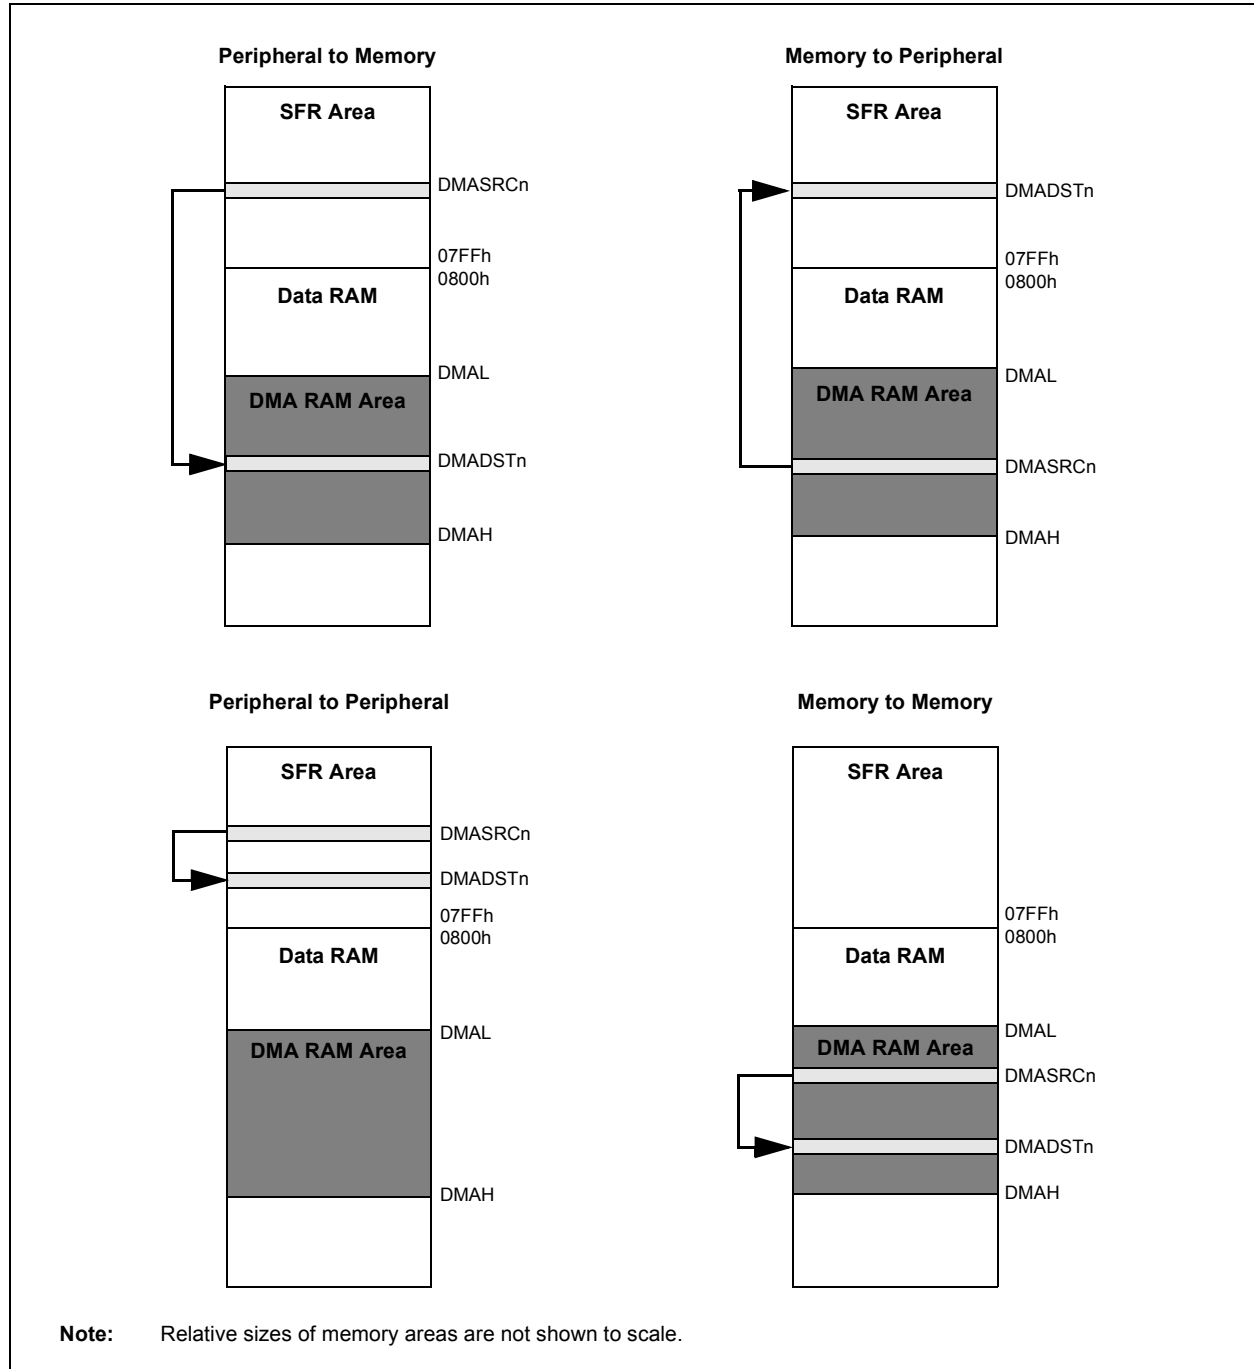 Peripheral to Memory
SFR Area
DMASRCn
07FFh
0800h
Data RAM
DMAL
DMA RAM Area
DMADSTn
DMAH
Memory to Peripheral
SFR Area
DMADSTn
07FFh
0800h
Data RAM
DMAL
DMA RAM Area
DMASRCn
DMAH
Peripheral to Peripheral
SFR Area
DMASRCn
DMADSTn
07FFh
0800h
Data RAM
DMAL
DMA RAM Area
DMAH
Memory to Memory
SFR Area
07FFh
0800h
Data RAM
DMAL
DMA RAM Area
DMASRCn
DMADSTn
DMAH
Note: Relative sizes of memory areas are not shown to scale.